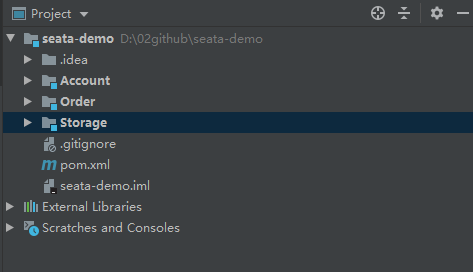 Project
seata-demo D:\02github\seata-demo
.idea
Account
Order
Storage
.gitignore
pom.xml
seata-demo.iml
External Libraries
Scratches and Consoles